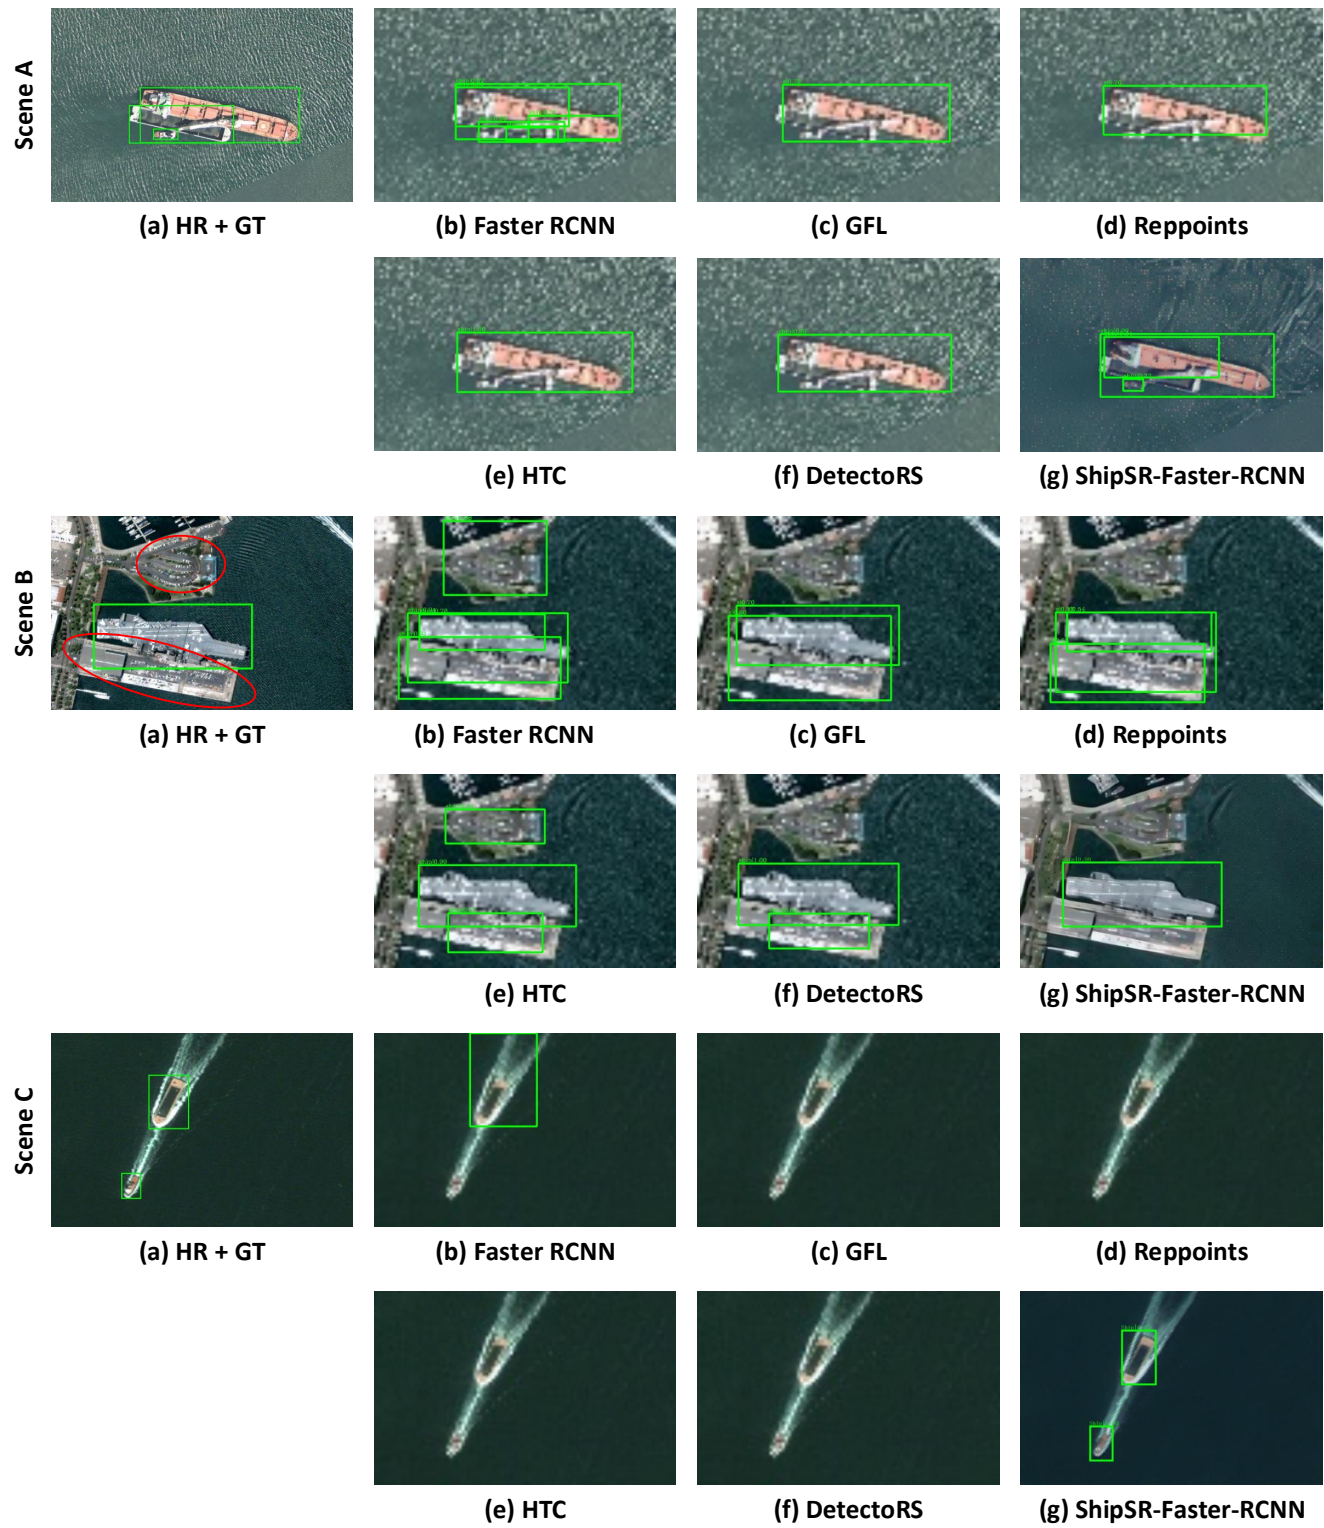 Scene A
(a) HR + GT
(b) Faster RCNN
(c) GFL
(d) Reppoints
(e) HTC
(f) DetectoRS
(g) ShipSR-Faster-RCNN
Scene B
(a) HR + GT
(b) Faster RCNN
(c) GFL
(d) Reppoints
(e) HTC
(f) DetectoRS
(g) ShipSR-Faster-RCNN
Scene C
(a) HR + GT
(b) Faster RCNN
(c) GFL
(d) Reppoints
(e) HTC
(f) DetectoRS
(g) ShipSR-Faster-RCNN